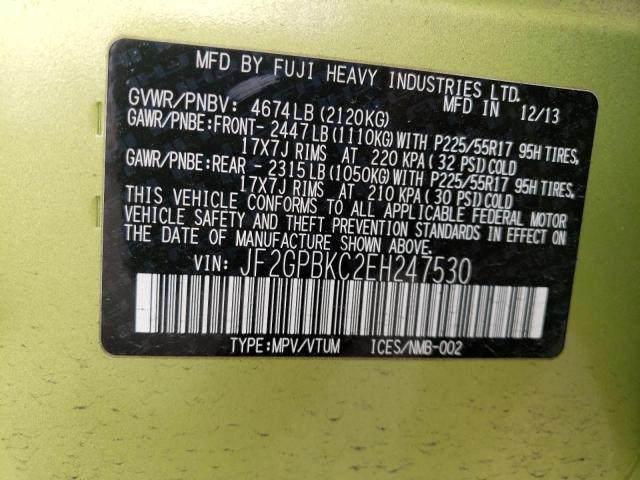 MFD BY FUJI HEAVY INDUSTRIES LTD.
GVWR/PNBV: 4674LB(2120KG) MFD IN 12/13
GAWR/PNBE:FRONT- 2447LB(1110KG)WITH P225/55R17 95H TIRES,
17X7J RIMS AT 220 KPA( 32 PSI)COLD
GAWR/PNBE:REAR - 2315LB(1050KG)WITH P225/55R17 95H TIRES,
17X7J RIMS AT 210 KPA( 30 PSI)COLD
THIS VEHICLE CONFORMS TO ALL APPLICABLE FEDERAL MOTOR
VEHICLE SAFETY AND THEFT PREVENTION STANDARDS IN EFFECT ON
THE DATE OF MANUFACTURE SHOWN ABOVE.
VIN: JF2GPBKC2EH247530
TYPE:MPV/VTUM ICES/NMB-002